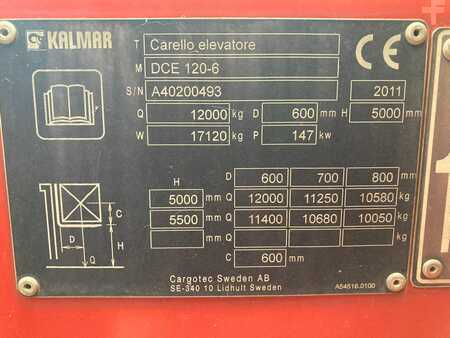 KALMAR
T Carello elevatore
M DCE 120-6
CE
S/N A40200493 2011
Q 12000 kg D 600 mm H 5000 mm
W 17120 kg P 147 kw
D 600 700 800 mm
H
5000 mm Q 12000 11250 10580 kg
5500 mm Q 11400 10680 10050 kg
mm Q kg
C 600 mm
C
D H
Q
Cargotec Sweden AB
SE-340 10 Lidhult Sweden
A54516.0100
1